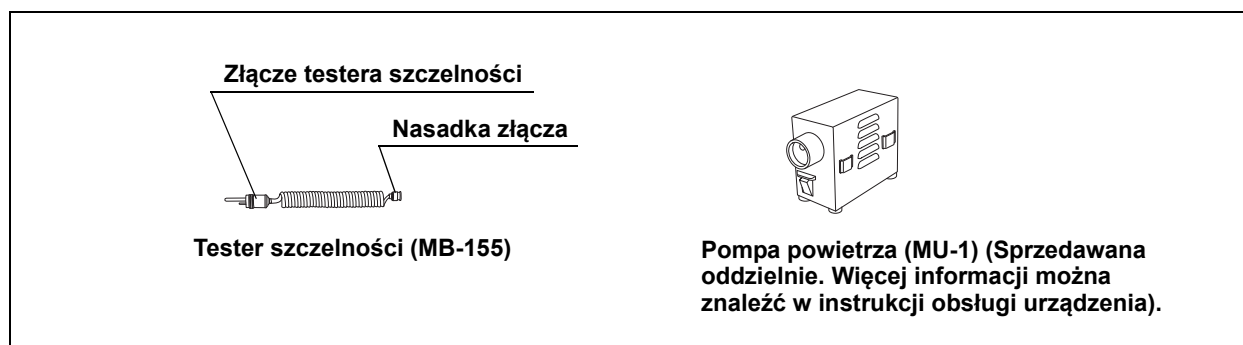 Złącze testera szczelności
Nasadka złącza
Tester szczelności (MB-155)
Pompa powietrza (MU-1) (Sprzedawana
oddzielnie. Więcej informacji można
znaleźć w instrukcji obsługi urządzenia).